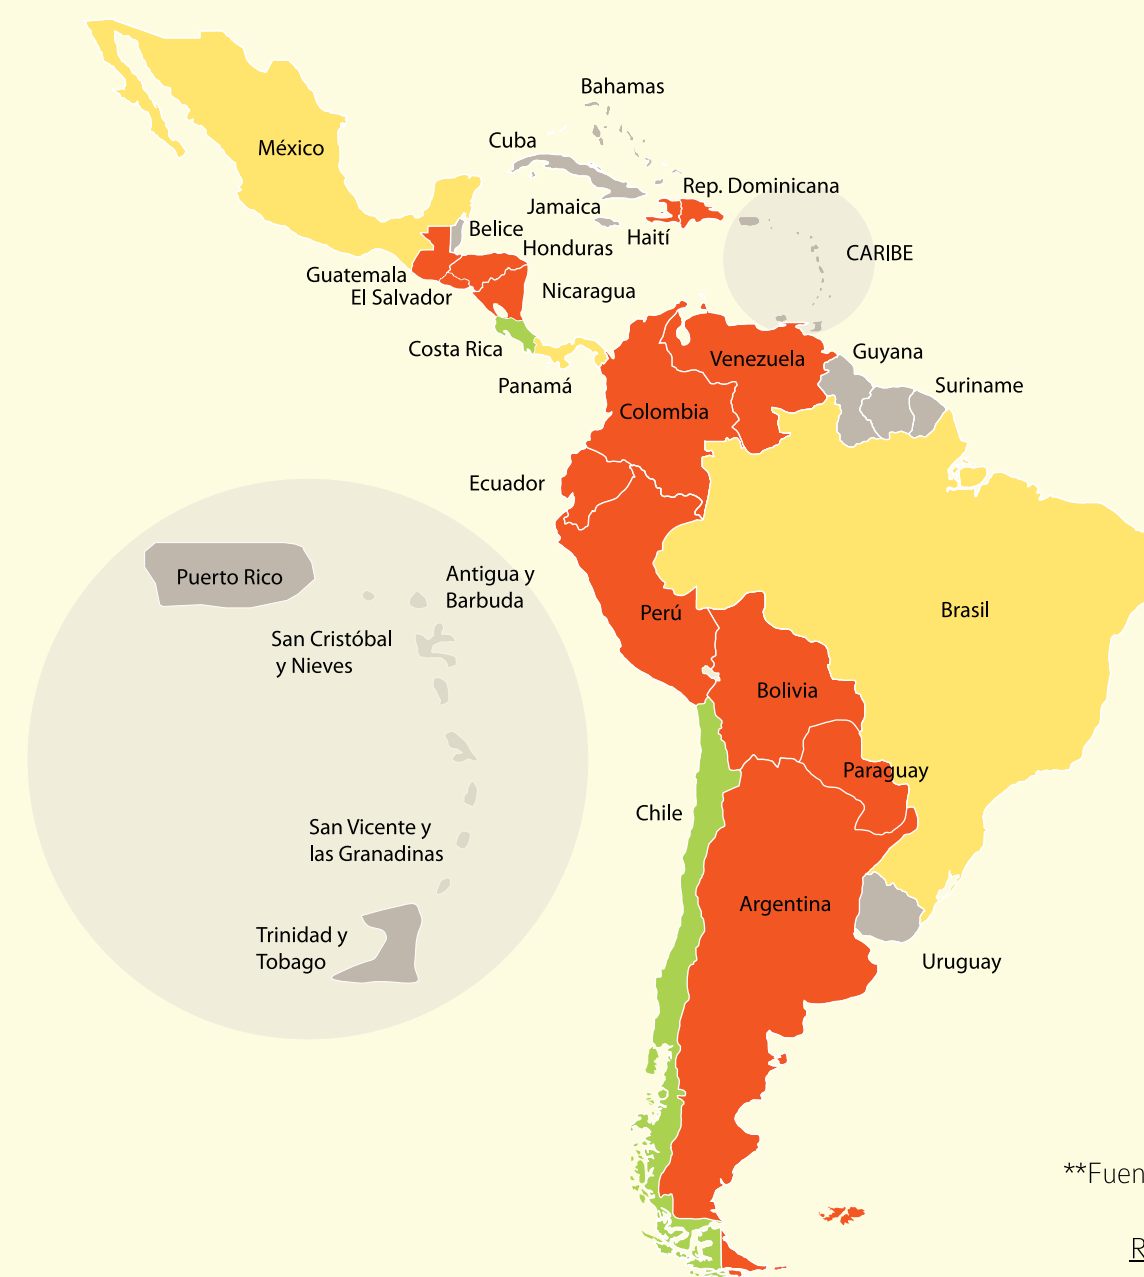 Bahamas
Cuba
México
Rep. Dominicana
Jamaica
Belice
Haití
Honduras
CARIBE
Guatemala
El Salvador
Nicaragua
Costa Rica
Guyana
Venezuela
Panamá
Suriname
Colombia
Ecuador
Antigua y
Barbuda
Puerto Rico
Brasil
Perú
San Cristóbal
y Nieves
Bolivia
Paraguay
Chile
San Vicente y
las Granadinas
Argentina
Trinidad y
Tobago
Uruguay
**Fuen
R